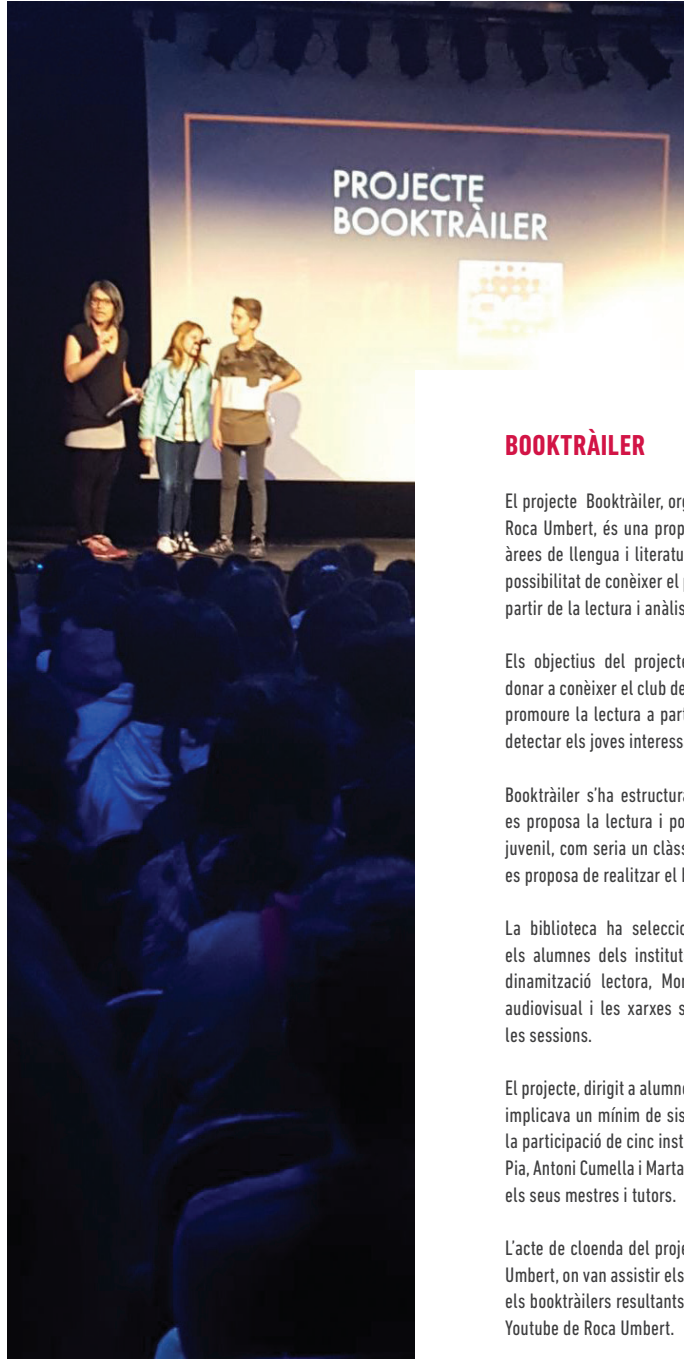 PROJECTE
BOOKTRÀILER
BOOKTRÀILER
El projecte Booktràiler, org
Roca Umbert, és una prop
àrees de llengua i literatu
possibilitat de conèixer el
partir de la lectura i anàlis
Els objectius del projecte
donar a conèixer el club de
promoure la lectura a part
detectar els joves interess
Booktràiler s'ha estructura
es proposa la lectura i po
juvenil, com seria un clàss
es proposa de realitzar el
La biblioteca ha seleccio
els alumnes dels institut
dinamització lectora, Mon
audiovisual i les xarxes s
les sessions.
El projecte, dirigit a alumne
implicava un mínim de sis
la participació de cinc inst
Pia, Antoni Cumella i Marta
els seus mestres i tutors.
L'acte de cloenda del proje
Umbert, on van assistir els
els booktràilers resultants
Youtube de Roca Umbert.